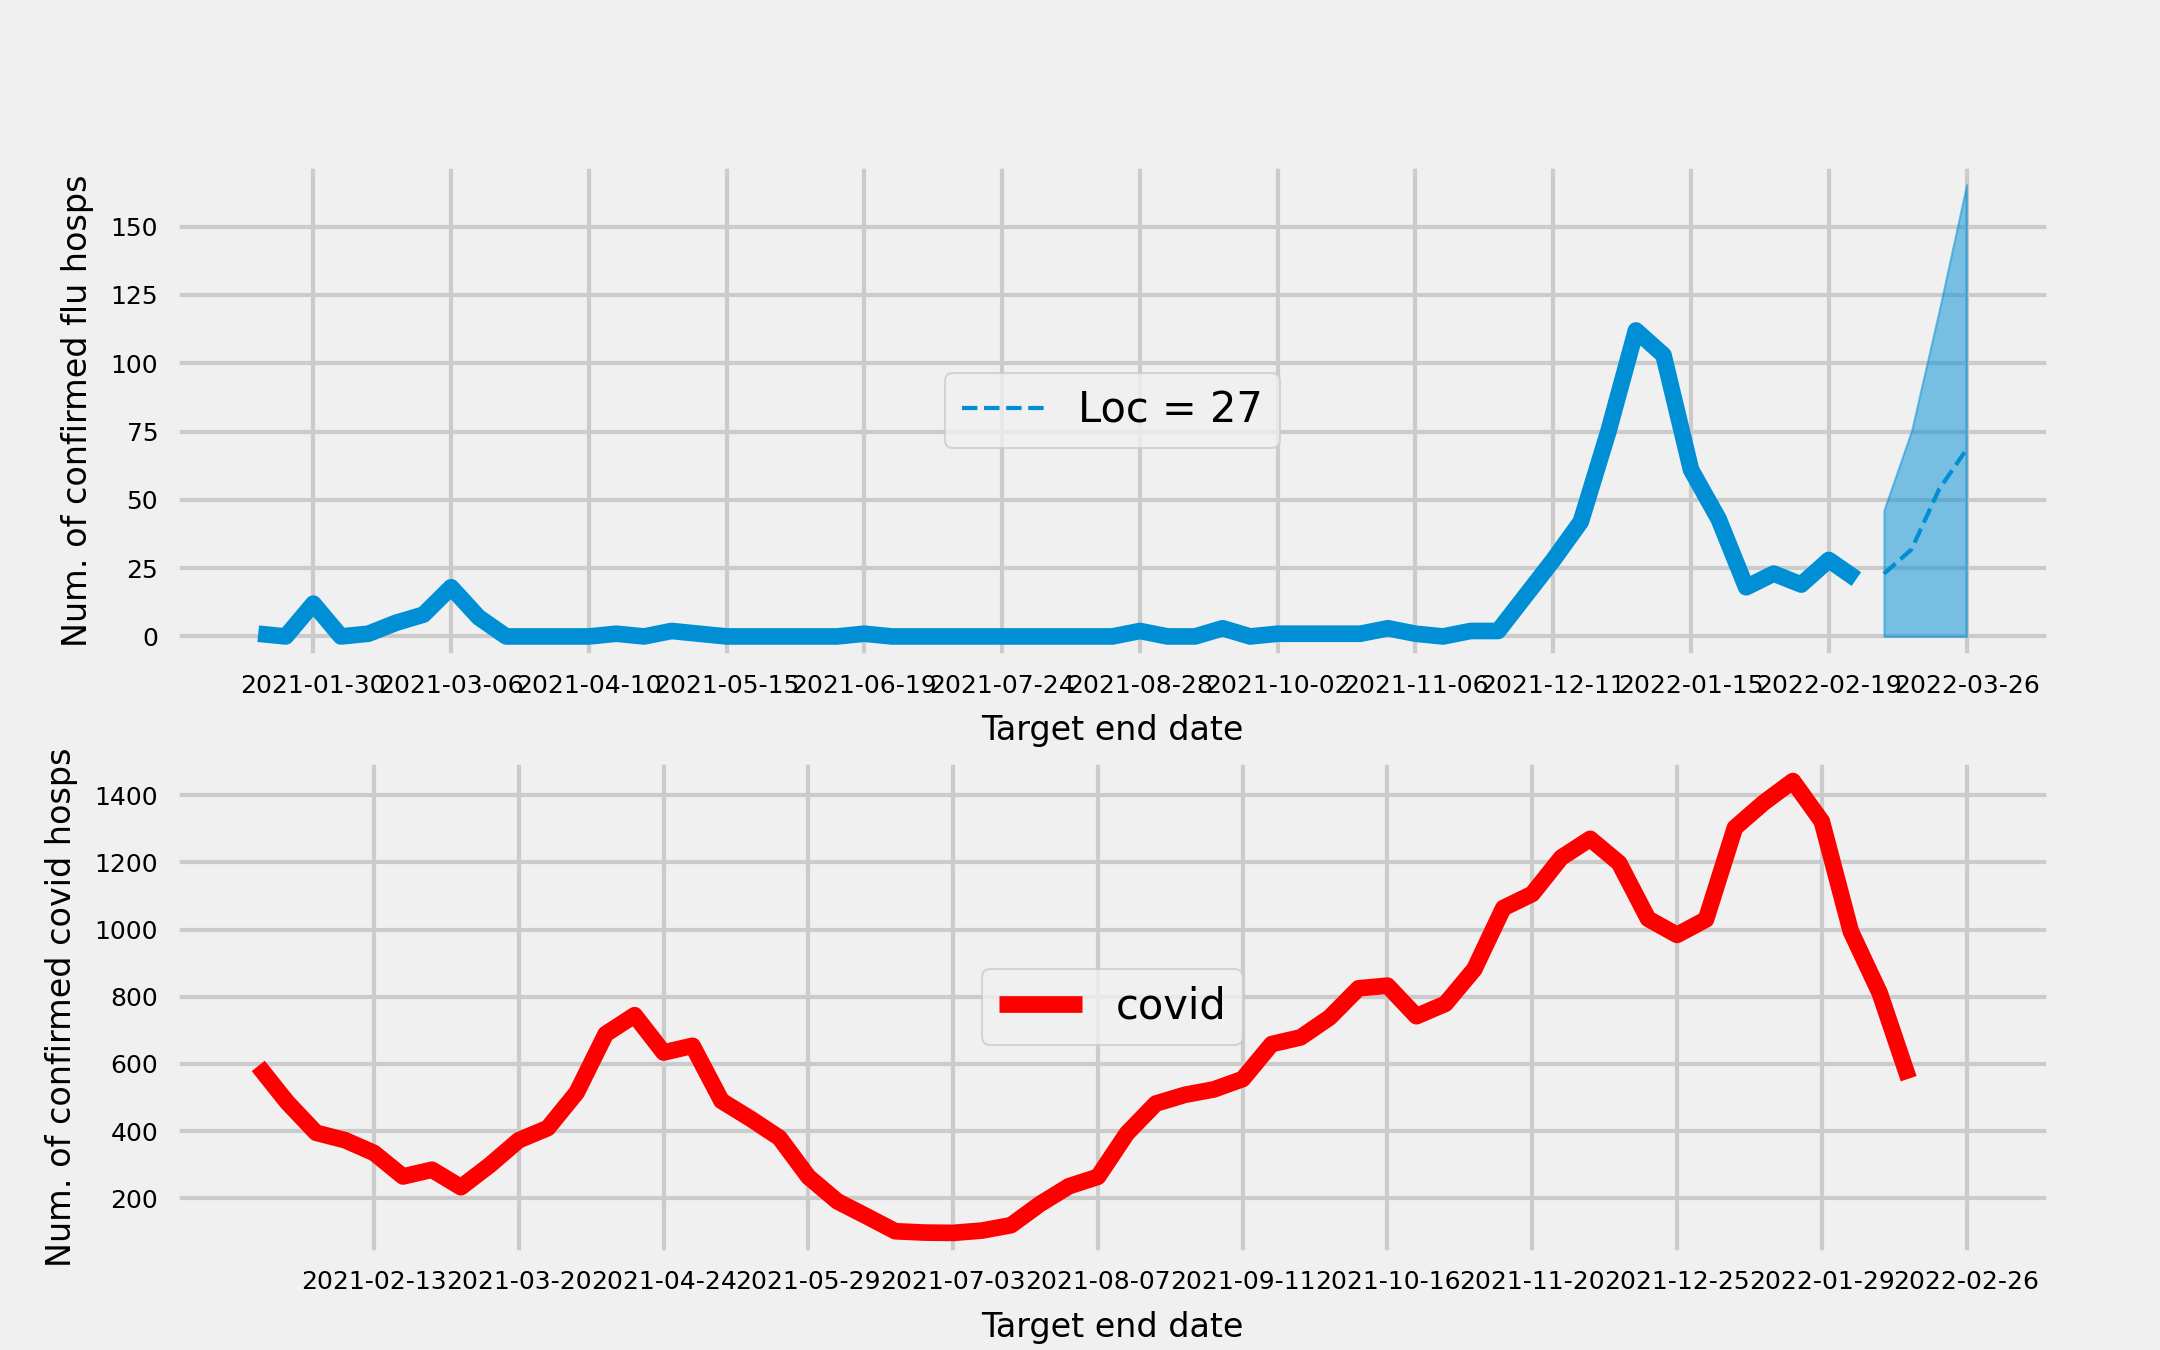 Num. of confirmed flu hosps
150
125
100
75
50
25
0
Loc = 27
2021-01-30 2021-03-06 2021-04-10 2021-05-15 2021-06-19 2021-07-24 2021-08-28 2021-10-02 2021-11-06 2021-12-11 2022-01-15 2022-02-19 2022-03-26
Target end date
Num. of confirmed covid hosps
1400
1200
1000
800
600
400
200
covid
2021-02-13 2021-03-20 2021-04-24 2021-05-29 2021-07-03 2021-08-07 2021-09-11 2021-10-16 2021-11-20 2021-12-25 2022-01-29 2022-02-26
Target end date